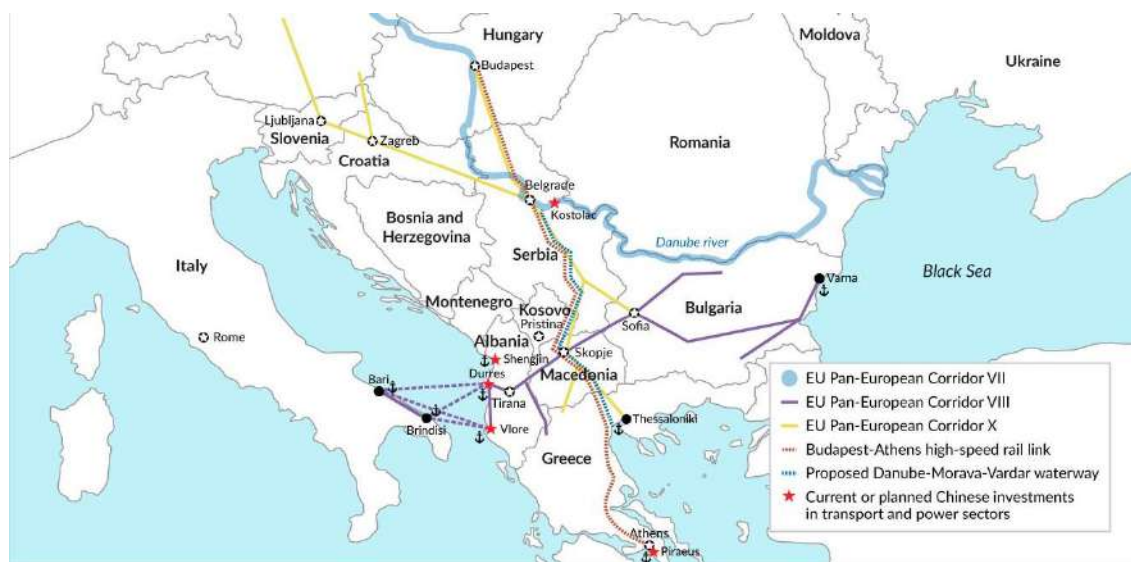 Hungary
Moldova
Ukraine
Budapest
Ljubljana
Slovenia
Zagreb
Croatia
Romania
Belgrade
Kostolac
Bosnia and
Herzegovina
Danube river
Serbia
Italy
Black Sea
Varna
Montenegro
Kosovo
Pristina
Bulgaria
Sofia
Rome
Albania
Shengjin
Skopje
Durres
Macedonia
Bari
Tirana
Brindisi
Vlore
Thessaloniki
Greece
Athens
Piraeus
EU Pan-European Corridor VII
EU Pan-European Corridor VIII
EU Pan-European Corridor X
Budapest-Athens high-speed rail link
Proposed Danube-Morava-Vardar waterway
Current or planned Chinese investments
in transport and power sectors